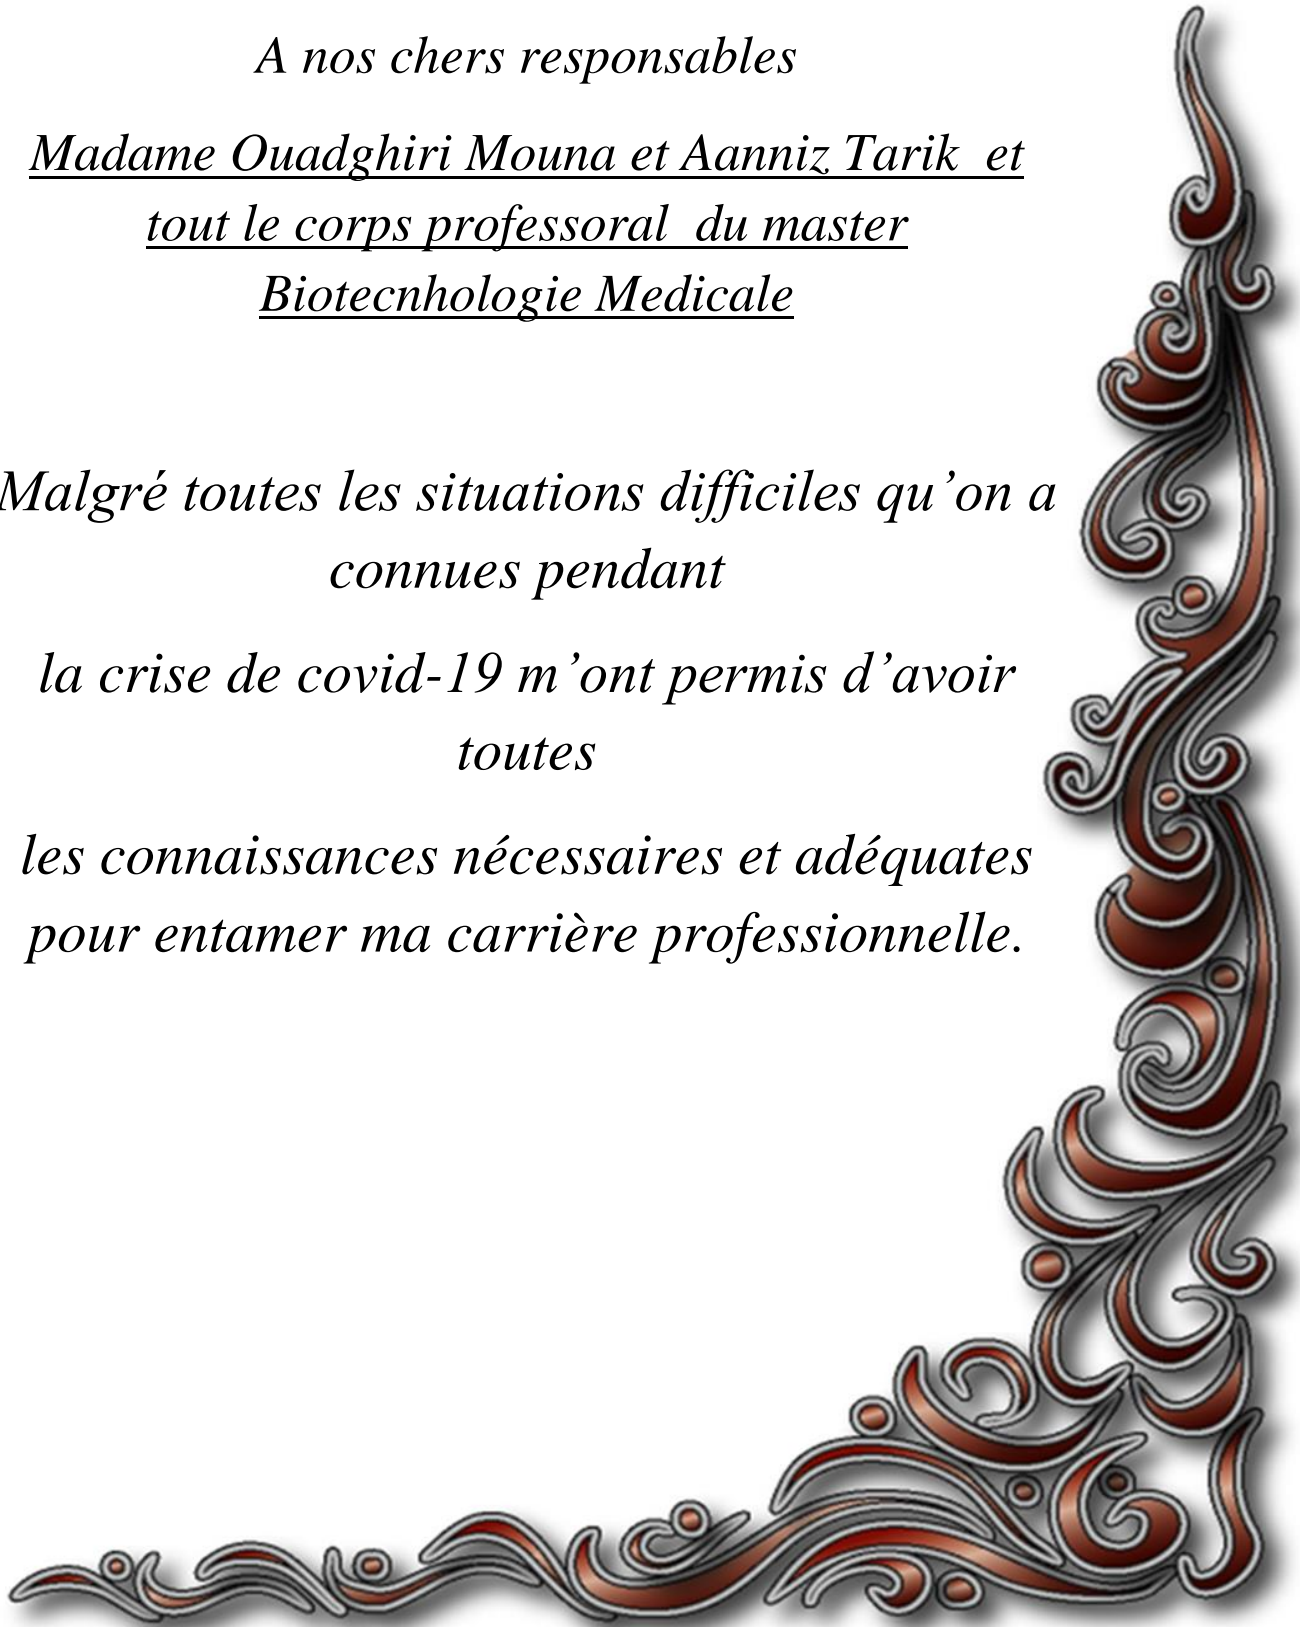 A nos chers responsables
Madame Ouadghiri Mouna et Aanniz Tarik  et
tout le corps professoral  du master
Biotecnhologie Medicale
Malgré toutes les situations difficiles qu’on a
connues pendant
la crise de covid-19 m’ont permis d’avoir
toutes
les connaissances nécessaires et adéquates
pour entamer ma carrière professionnelle.